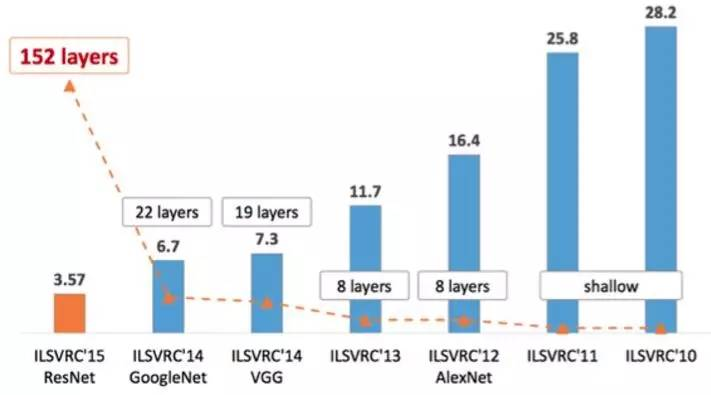 28.2
25.8
152 layers
16.4
11.7
22 layers
19 layers
6.7
7.3
3.57
8 layers
8 layers
shallow
ILSVRC'15
ResNet
ILSVRC'14
GoogleNet
ILSVRC'14
VGG
ILSVRC'13
ILSVRC'12
AlexNet
ILSVRC'11
ILSVRC'10